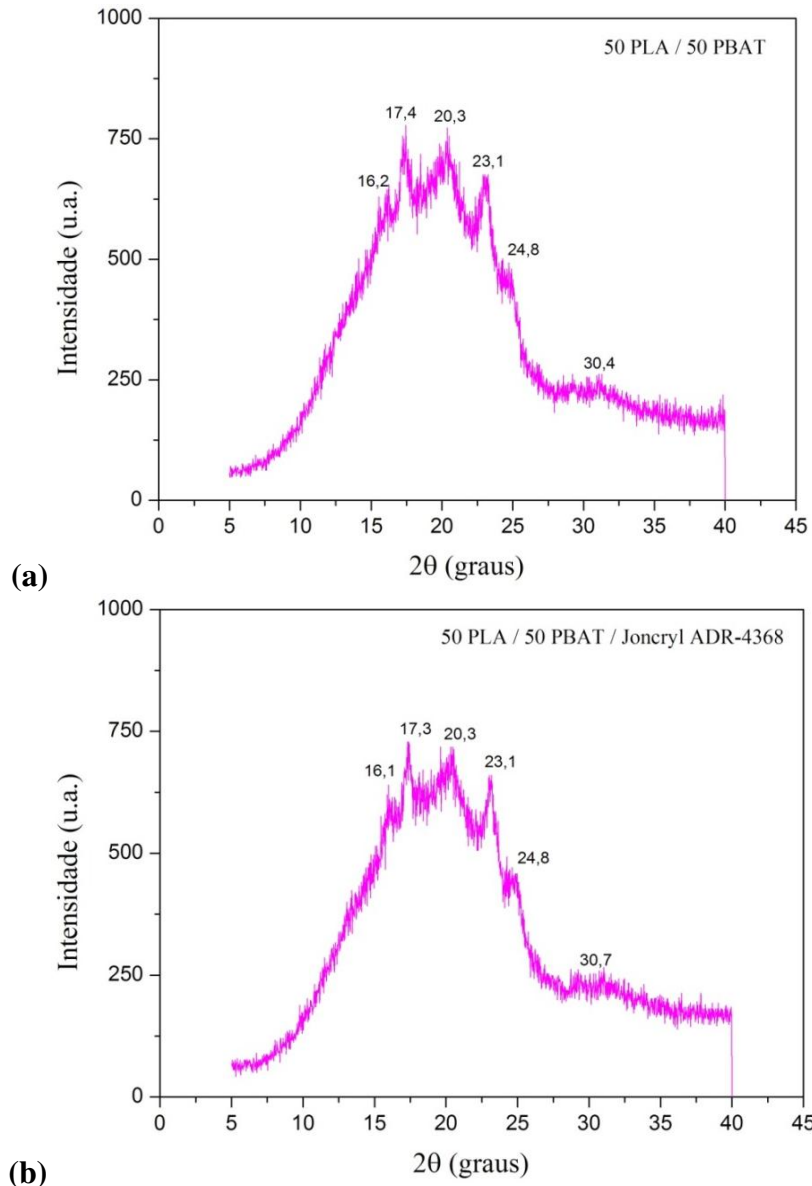 1000
50 PLA / 50 PBAT
17,4
20,3
750
23,1
16,2
24,8
500
30,4
250
0
0 5 10 15 20 25 30 35 40 45
Intensidade (u.a.)
2θ (graus)
(a)
1000
50 PLA / 50 PBAT / Joncryl ADR-4368
17,3
20,3
750
23,1
16,1
24,8
500
30,7
250
0
0 5 10 15 20 25 30 35 40 45
Intensidade (u.a.)
2θ (graus)
(b)